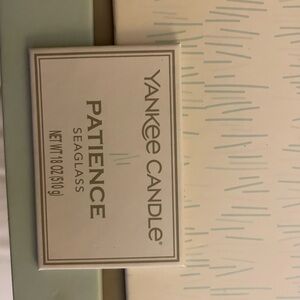 YANKEE CANDLE®
PATIENCE
SEAGLASS
NET WT 18 OZ (510 g)